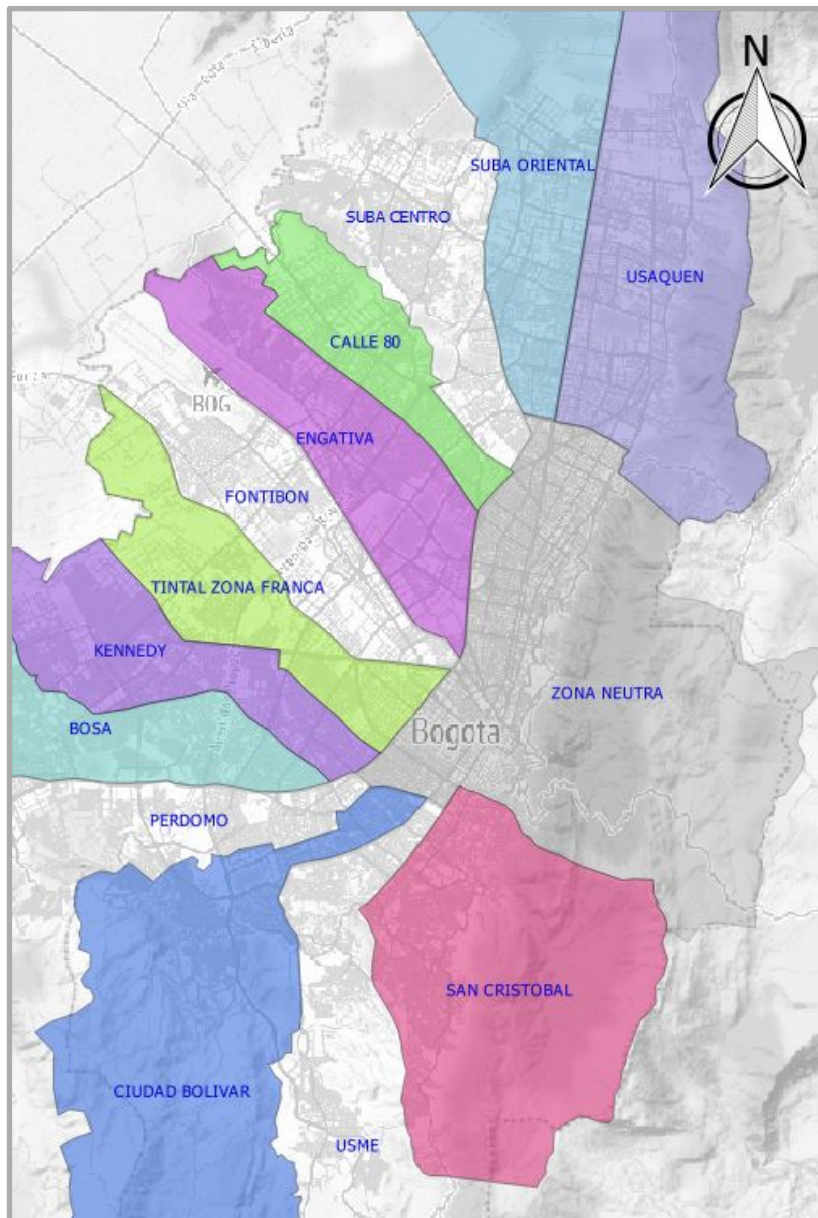 N
SUBA ORIENTAL
SUBA CENTRO
USAQUEN
CALLE 80
BOG
ENGATIVA
FONTIBON
TINTAL ZONA FRANCA
KENNEDY
ZONA NEUTRA
BOSA
Bogota
PERDOMO
SAN CRISTOBAL
CIUDAD BOLIVAR
USME